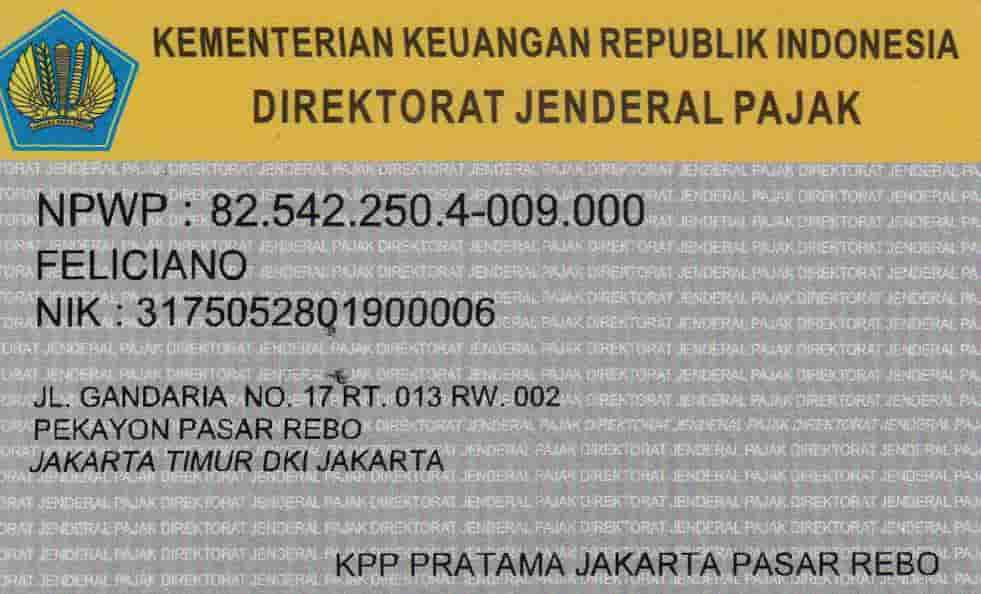 KEMENTERIAN KEUANGAN REPUBLIK INDONESIA
DIREKTORAT JENDERAL PAJAK
NPWP : 82.542.250.4-009.000
FELICIANO
NIK : 3175052801900006
JL. GANDARIA NO. 17 RT. 013 RW. 002
PEKAYON PASAR REBO
JAKARTA TIMUR DKI JAKARTA
KPP PRATAMA JAKARTA PASAR REBO